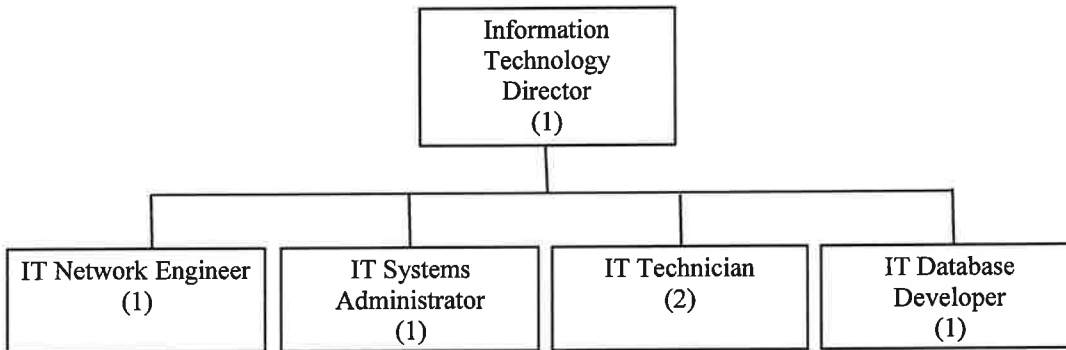 Information
Technology
Director
(1)
IT Network Engineer
(1)
IT Systems
Administrator
(1)
IT Technician
(2)
IT Database
Developer
(1)